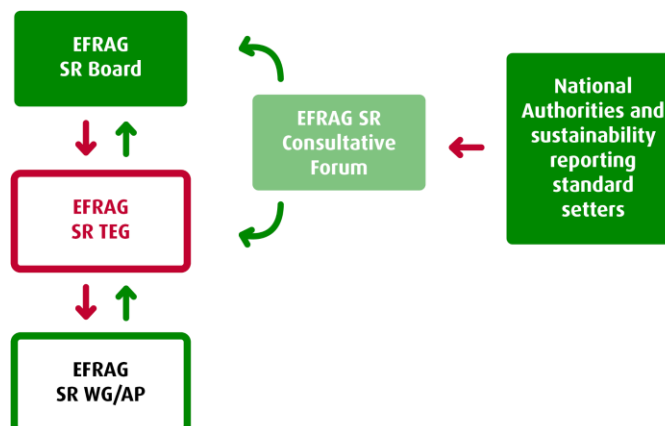 EFRAG
SR Board
EFRAG SR
Consultative
Forum
National
Authorities and
sustainability
reporting
standard
setters
EFRAG
SR TEG
EFRAG
SR WG/AP